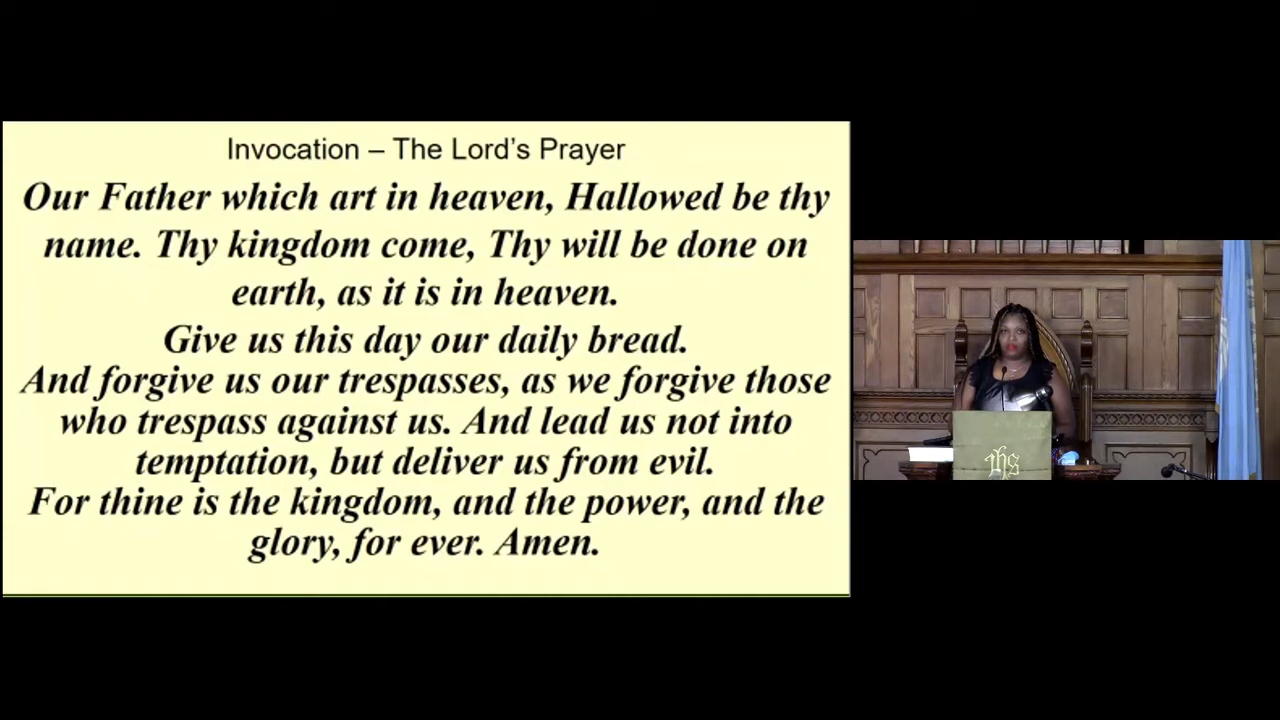 Invocation – The Lord's Prayer
Our Father which art in heaven, Hallowed be thy
name. Thy kingdom come, Thy will be done on
earth, as it is in heaven.
Give us this day our daily bread.
And forgive us our trespasses, as we forgive those
who trespass against us. And lead us not into
temptation, but deliver us from evil.
For thine is the kingdom, and the power, and the
glory, for ever. Amen.
ihs